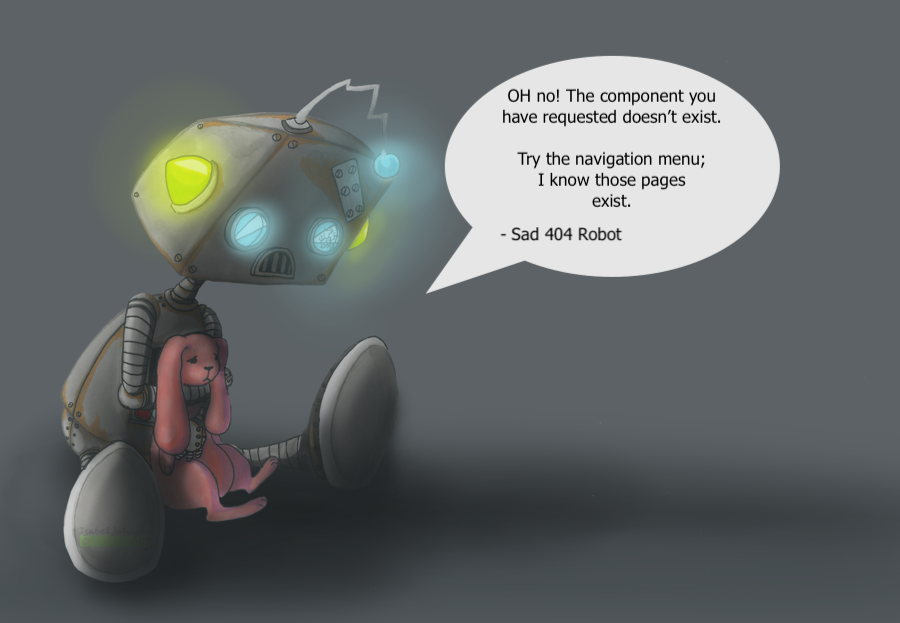 OH no! The component you
have requested doesn't exist.
Try the navigation menu;
I know those pages
exist.
- Sad 404 Robot